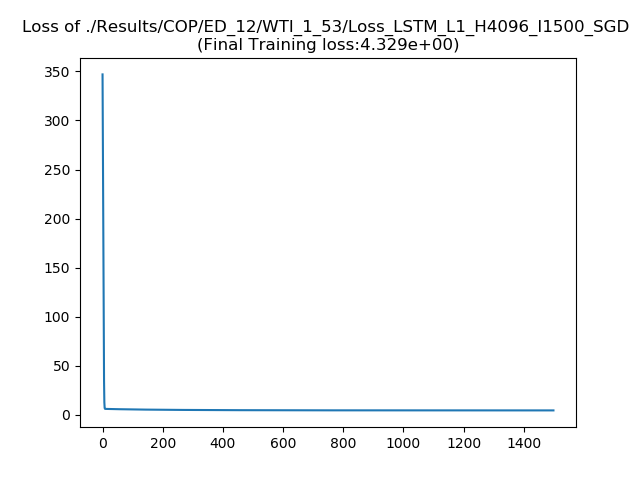 Loss of ./Results/COP/ED_12/WTI_1_53/Loss_LSTM_L1_H4096_I1500_SGD
(Final Training loss:4.329e+00)
350
300
250
200
150
100
50
0
0 200 400 600 800 1000 1200 1400